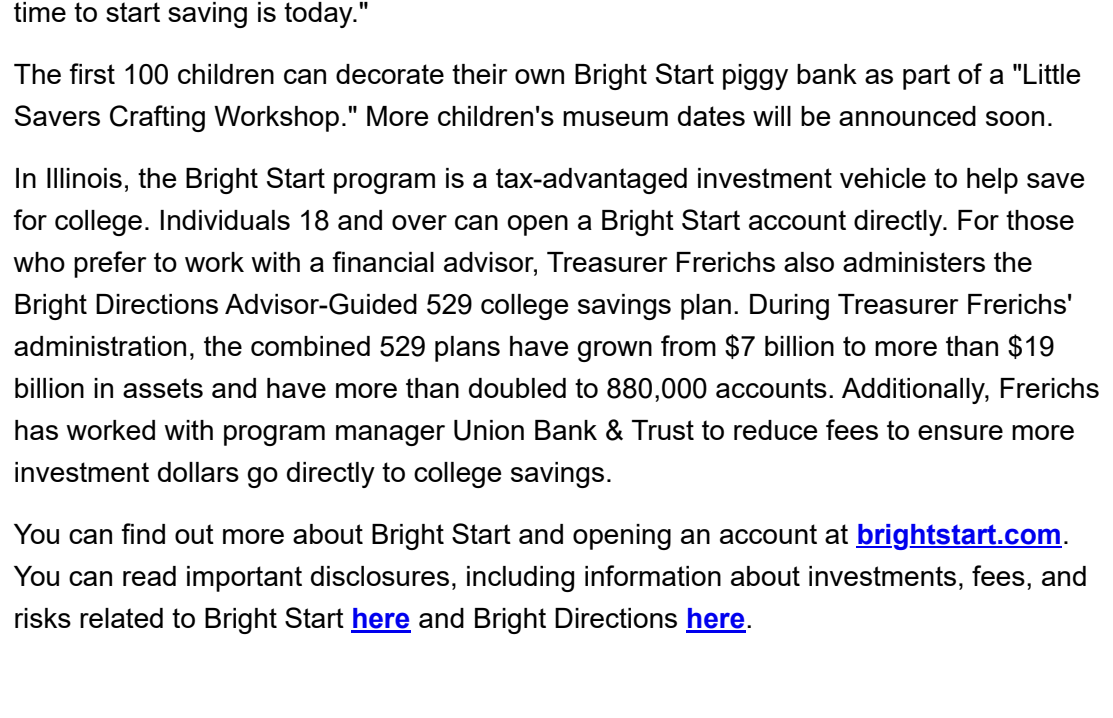 time to start saving is today."
The first 100 children can decorate their own Bright Start piggy bank as part of a "Little
Savers Crafting Workshop." More children's museum dates will be announced soon.
In Illinois, the Bright Start program is a tax-advantaged investment vehicle to help save
for college. Individuals 18 and over can open a Bright Start account directly. For those
who prefer to work with a financial advisor, Treasurer Frerichs also administers the
Bright Directions Advisor-Guided 529 college savings plan. During Treasurer Frerichs'
administration, the combined 529 plans have grown from $7 billion to more than $19
billion in assets and have more than doubled to 880,000 accounts. Additionally, Frerichs
has worked with program manager Union Bank & Trust to reduce fees to ensure more
investment dollars go directly to college savings.
You can find out more about Bright Start and opening an account at brightstart.com.
You can read important disclosures, including information about investments, fees, and
risks related to Bright Start here and Bright Directions here.